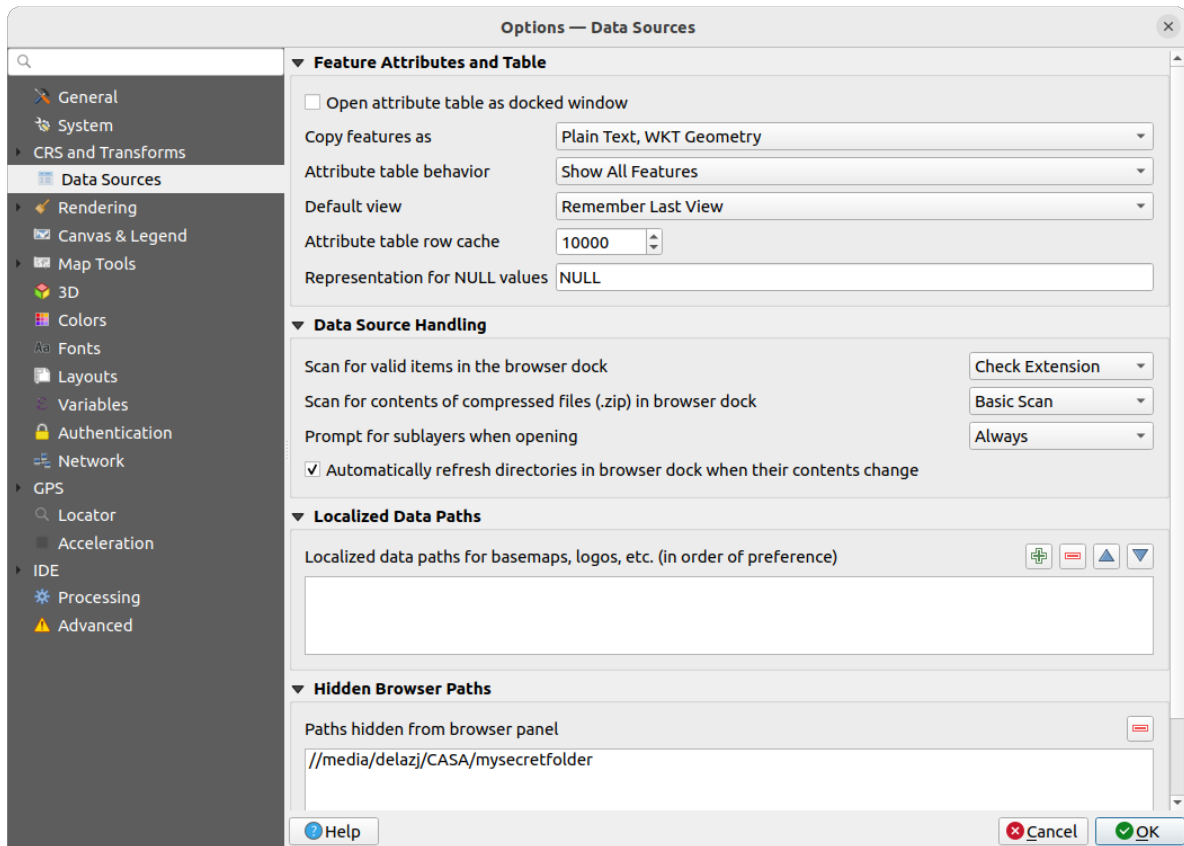 Options — Data Sources
General
System
CRS and Transforms
Data Sources
Rendering
Canvas & Legend
Map Tools
3D
Colors
Aa Fonts
Layouts
Variables
Authentication
Network
GPS
Locator
Acceleration
IDE
Processing
Advanced
Feature Attributes and Table
Open attribute table as docked window
Copy features as Plain Text, WKT Geometry
Attribute table behavior Show All Features
Default view Remember Last View
Attribute table row cache 10000
Representation for NULL values NULL
Data Source Handling
Scan for valid items in the browser dock Check Extension
Scan for contents of compressed files (.zip) in browser dock Basic Scan
Prompt for sublayers when opening Always
Automatically refresh directories in browser dock when their contents change
Localized Data Paths
Localized data paths for basemaps, logos, etc. (in order of preference)
Hidden Browser Paths
Paths hidden from browser panel
//media/delazj/CASA/mysecretfolder
Help Cancel OK